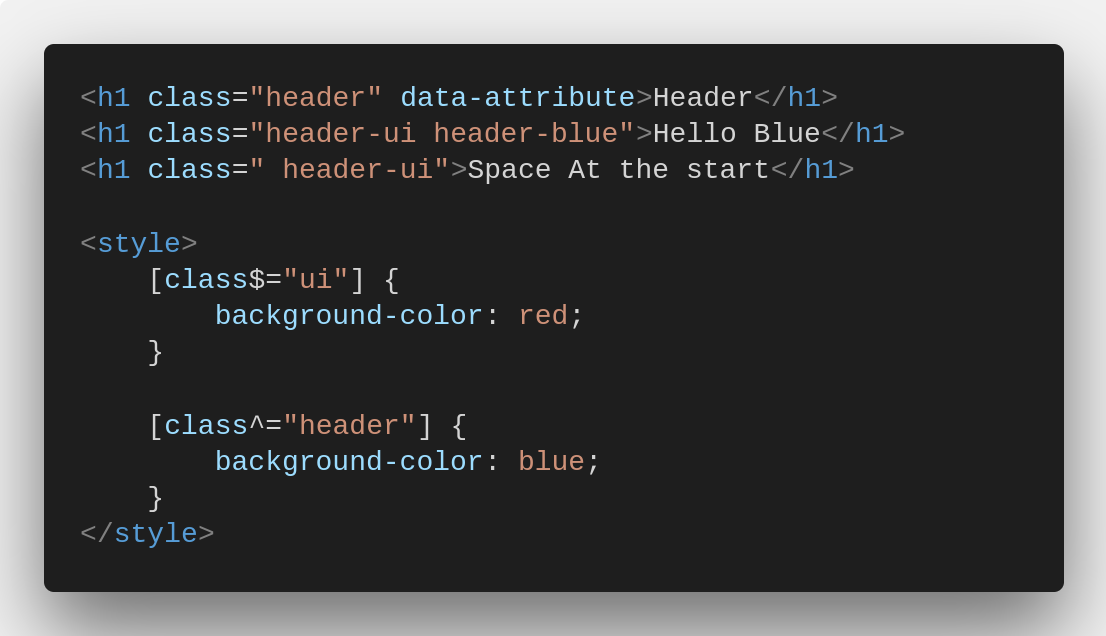 <h1 class="header" data-attribute>Header</h1>
<h1 class="header-ui header-blue">Hello Blue</h1>
<h1 class=" header-ui">Space At the start</h1>
<style>
[class$="ui"] {
background-color: red;
}
[class^="header"] {
background-color: blue;
}
</style>